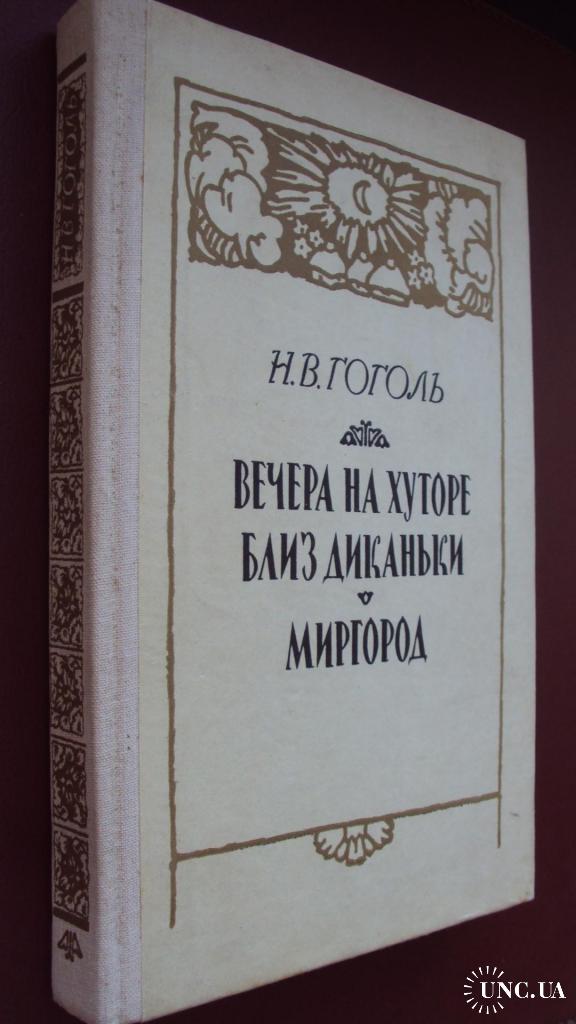 Н.В.ГОГОЛЬ
Н.В.ГОГОЛЬ
ВЕЧЕРА НА ХУТОРЕ
БЛИЗ ДИКАНЬКИ
МИРГОРОД
UNC.UA